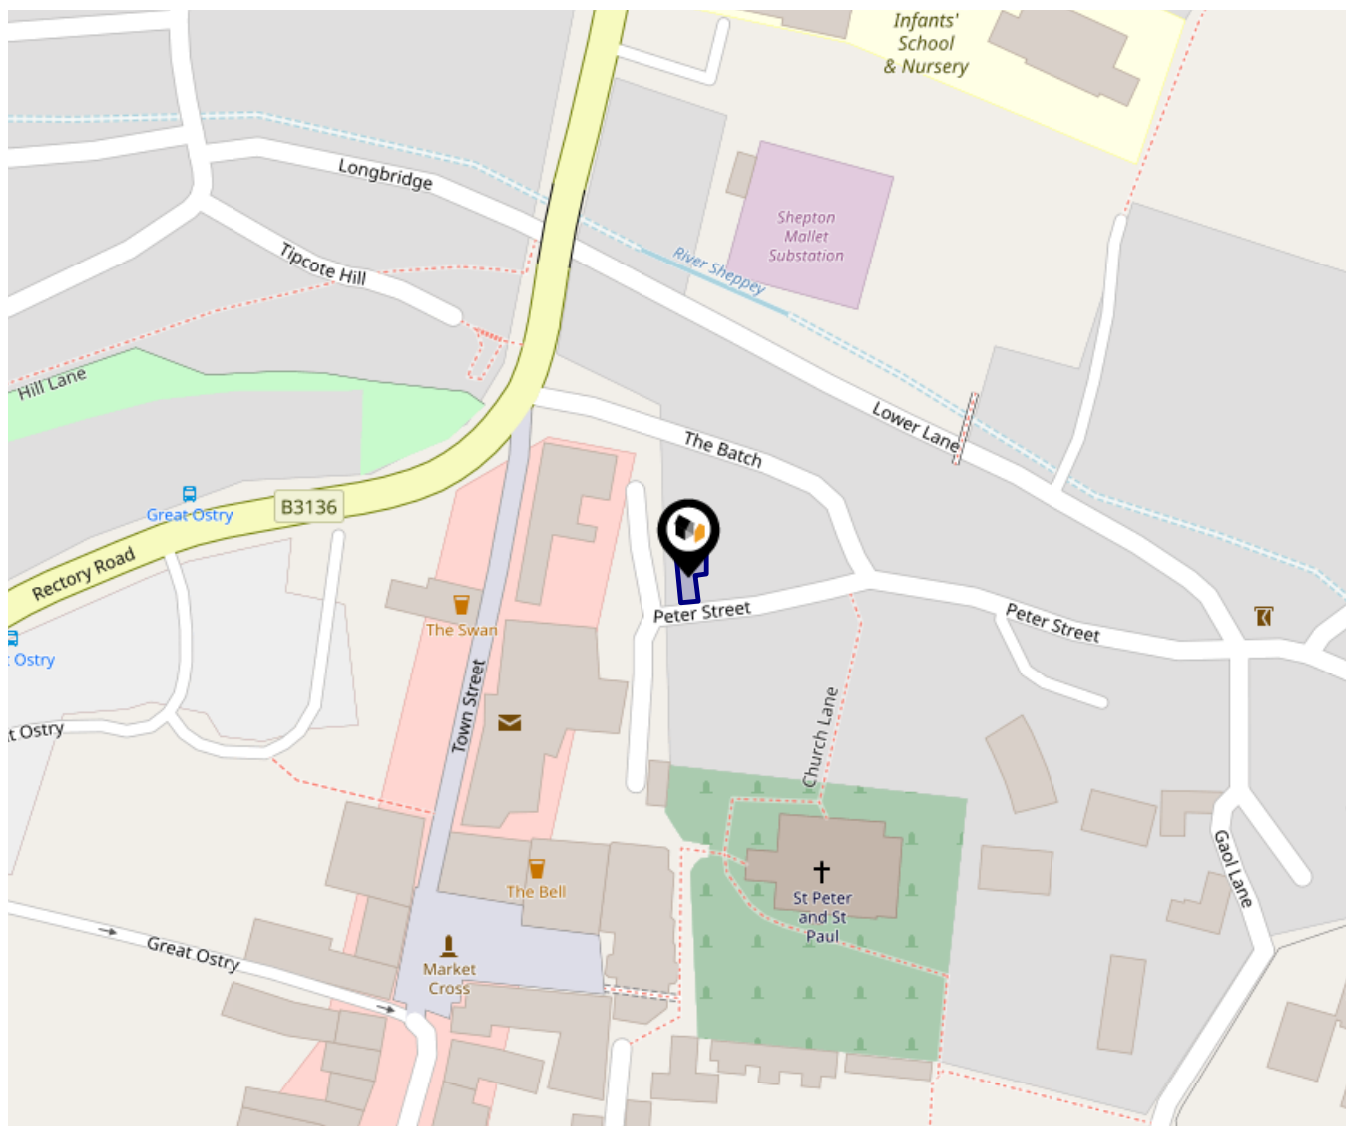 Infants'
School
& Nursery
Longbridge
Shepton
Mallet
Substation
River Sheppey
Tipcote Hill
Hill Lane
Lower Lane
The Batch
Great Ostry
B3136
Rectory Road
Peter Street
Peter Street
The Swan
Ostry
Town Street
Church Lane
t Ostry
Gaol Lane
The Bell
St Peter
and St
Paul
Great Ostry
Market
Cross